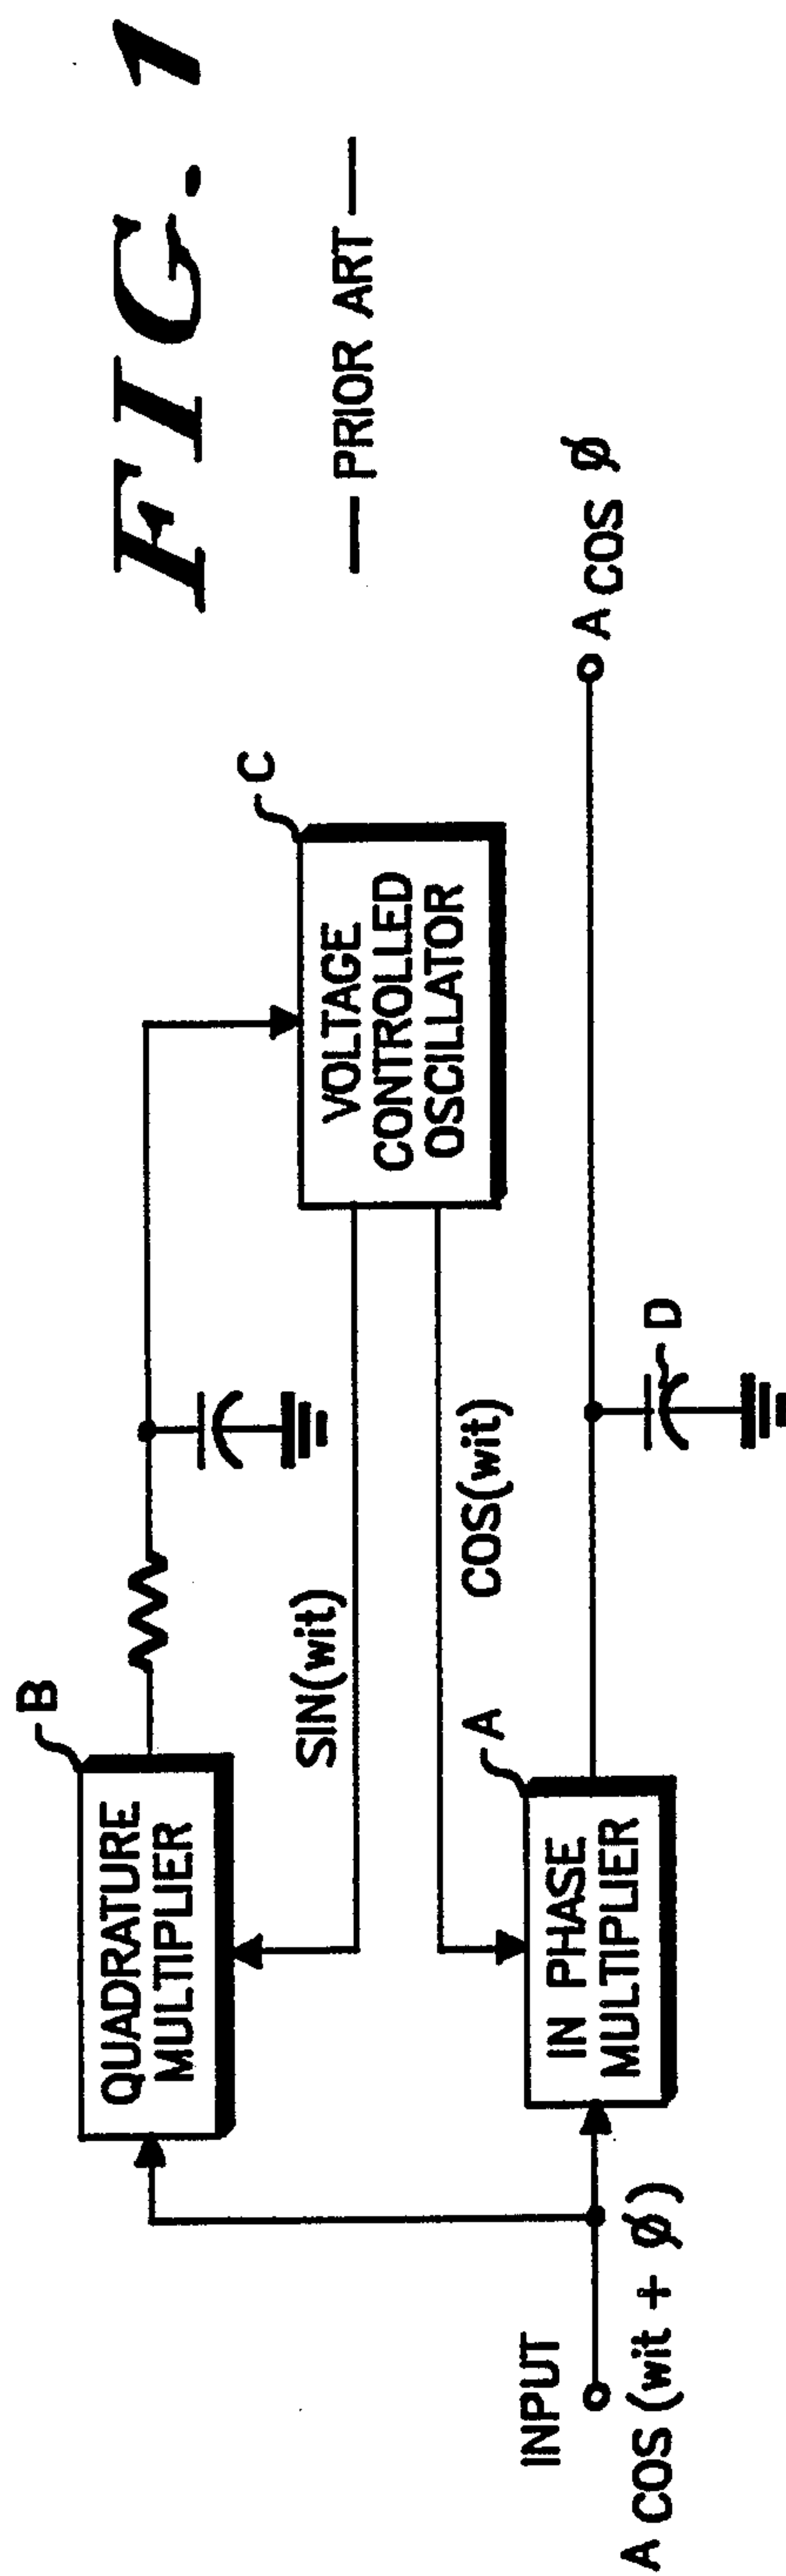 FIG. 1
— PRIOR ART —
B
QUADRATURE
MULTIPLIER
C
VOLTAGE
CONTROLLED
OSCILLATOR
SIN(wit)
COS(wit)
A
IN PHASE
MULTIPLIER
D
INPUT
A COS (wit + Ø)
A COS Ø